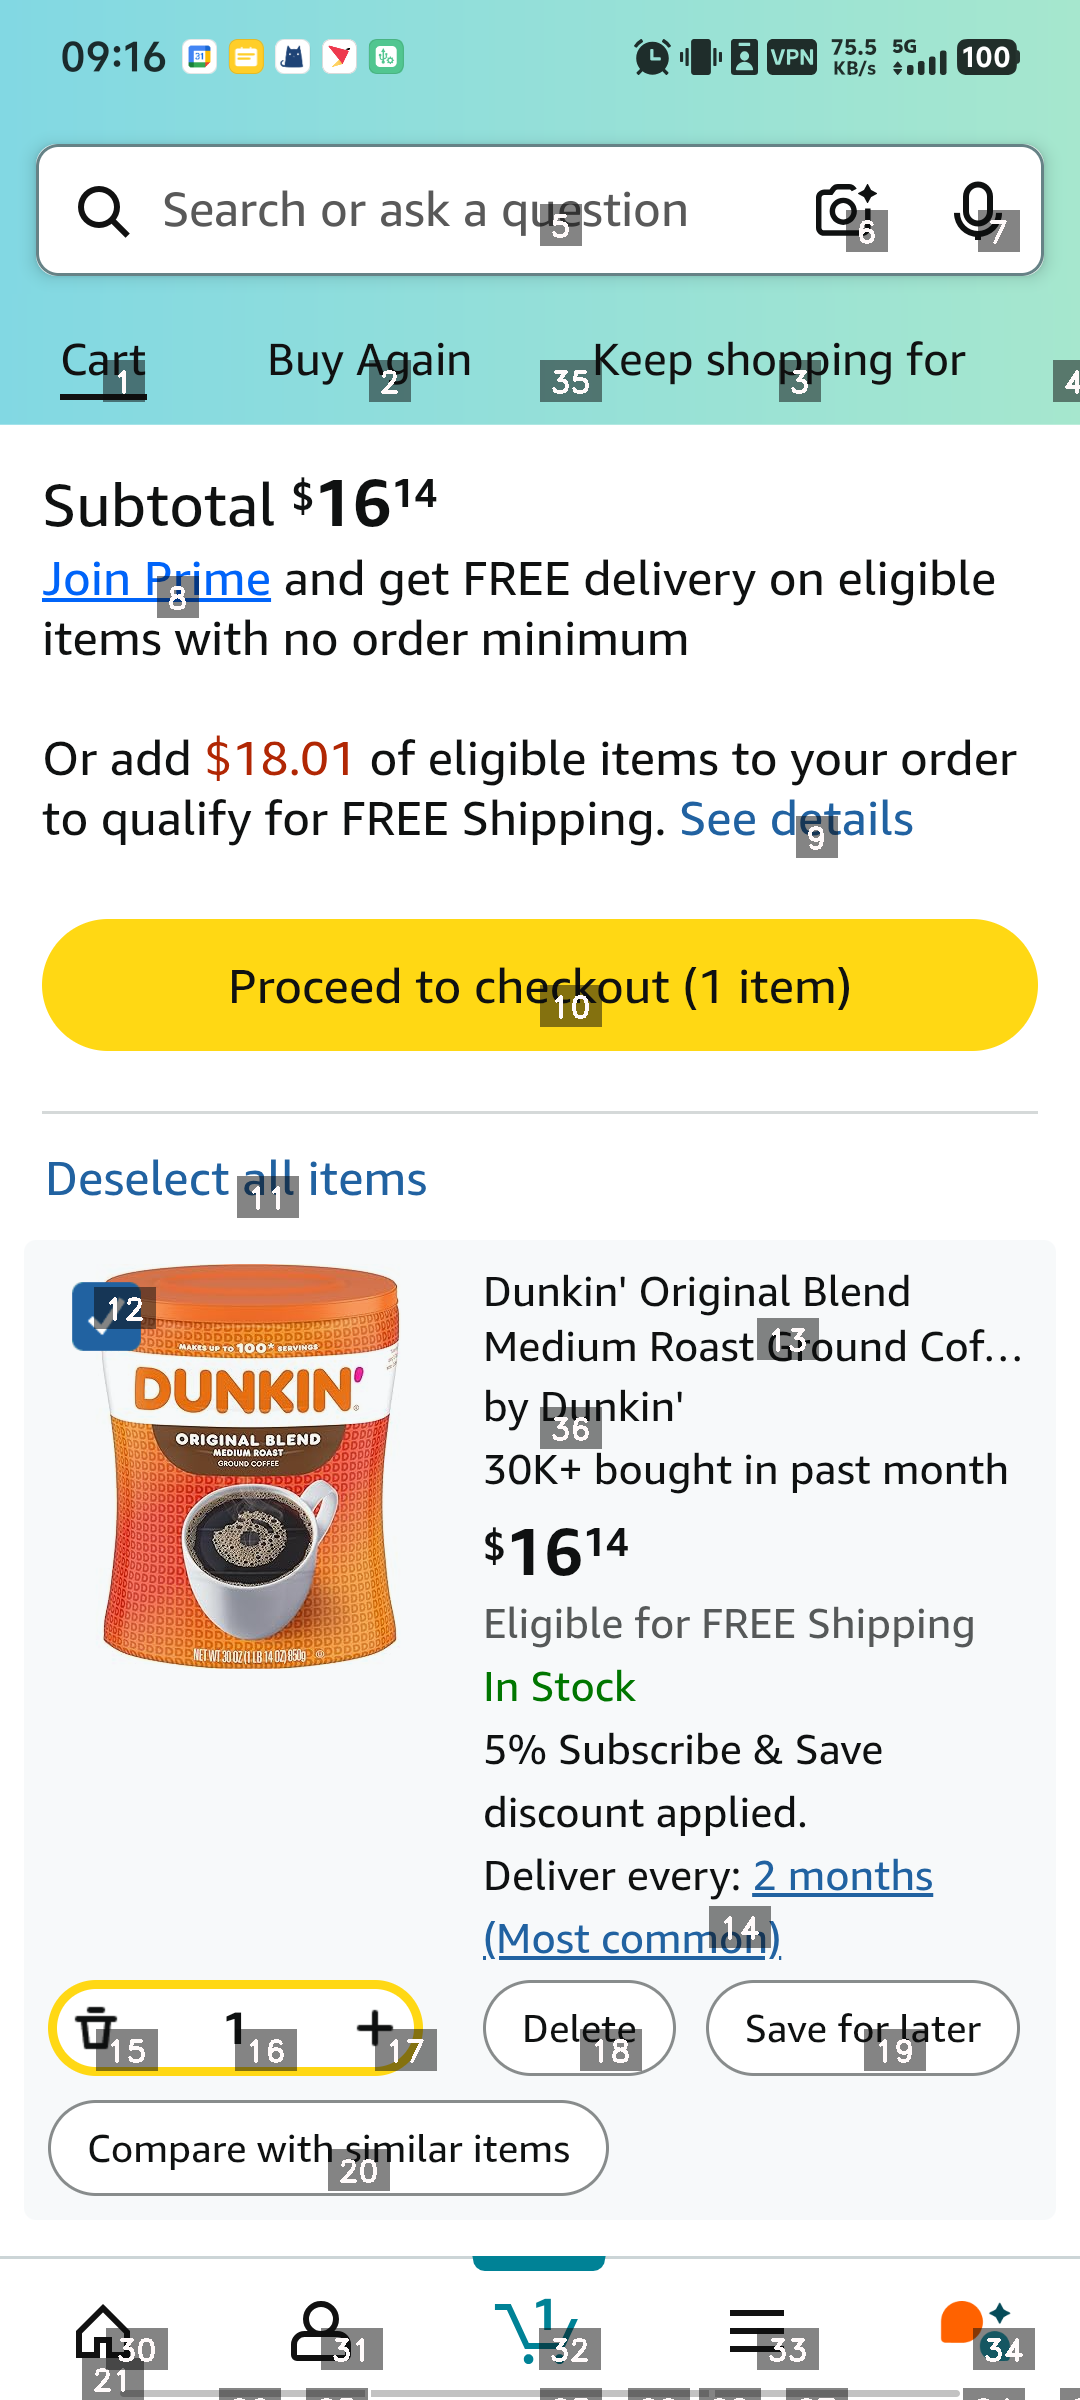 09:16
31
VPN
75.5 KB/s
5G
100
Search or ask a question
5
6
7
Cart
Buy Again
Keep shopping for
1
2
35
3
4
Subtotal $16 14
Join Prime and get FREE delivery on eligible
8
items with no order minimum
Or add $18.01 of eligible items to your order
to qualify for FREE Shipping. See details
9
Proceed to checkout (1 item)
10
Deselect all items
11
12
MAKES UP TO 100* SERVINGS
DUNKIN'
ORIGINAL BLEND
MEDIUM ROAST
GROUND COFFEE
NET WT 30 OZ (1 LB 14 OZ) 850g
Dunkin' Original Blend
Medium Roast Ground Cof...
13
by Dunkin'
36
30K+ bought in past month
$16 14
Eligible for FREE Shipping
In Stock
5% Subscribe & Save
discount applied.
Deliver every: 2 months
(Most common)
14
1
15
16
17
Delete
18
Save for later
19
Compare with similar items
20
1
30
31
32
33
34
21